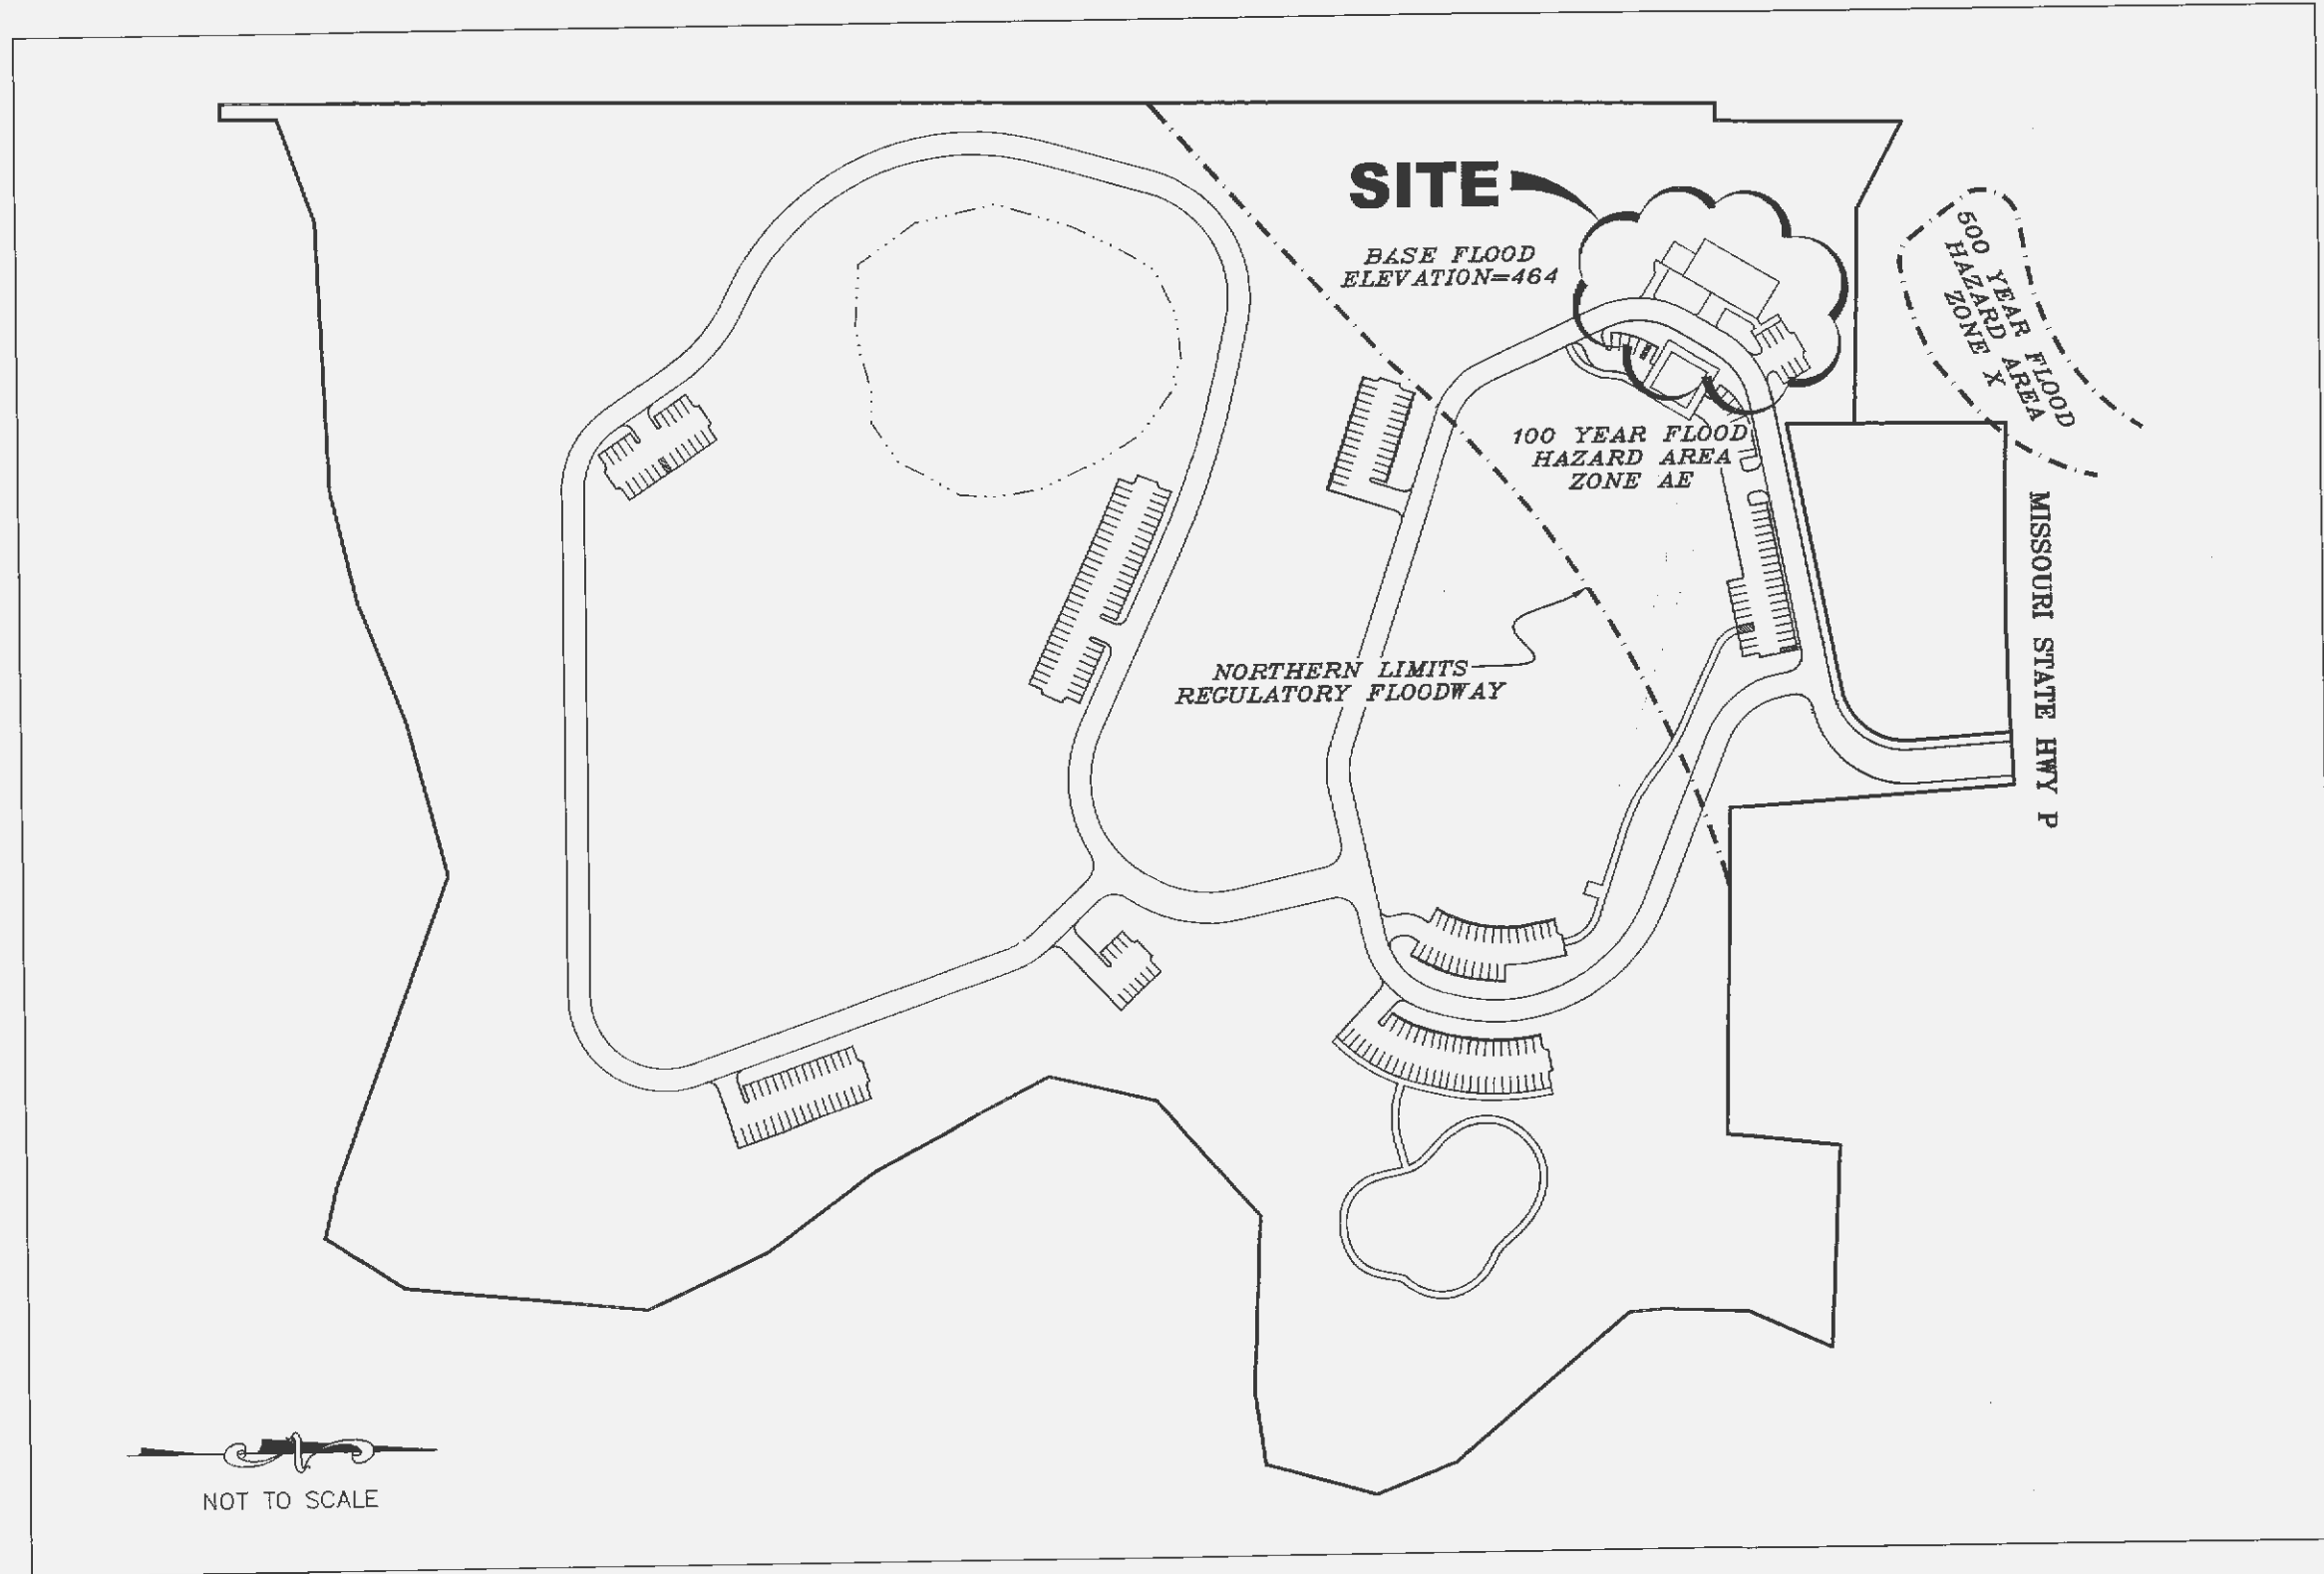 SITE
BASE FLOOD
ELEVATION=464
500 YEAR FLOOD
HAZARD AREA
ZONE X
100 YEAR FLOOD
HAZARD AREA
ZONE AE
NORTHERN LIMITS
REGULATORY FLOODWAY
MISSOURI STATE HWY P
NOT TO SCALE